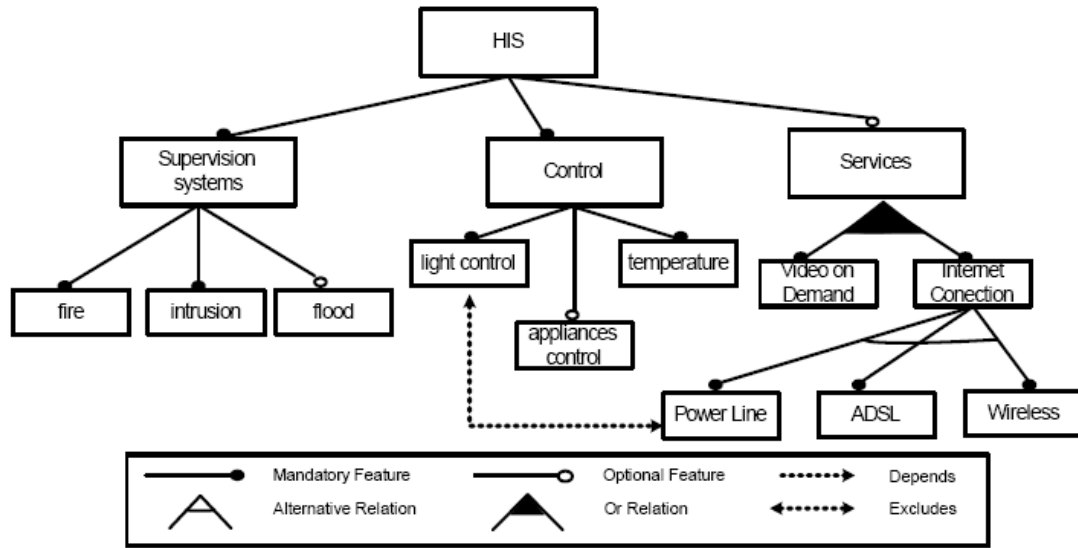 HIS
Supervision
systems
Control
Services
light control
temperature
Video on
Demand
Internet
Conection
fire
intrusion
flood
appliances
control
Power Line
ADSL
Wireless
Mandatory Feature
Optional Feature
Depends
Alternative Relation
Or Relation
Excludes